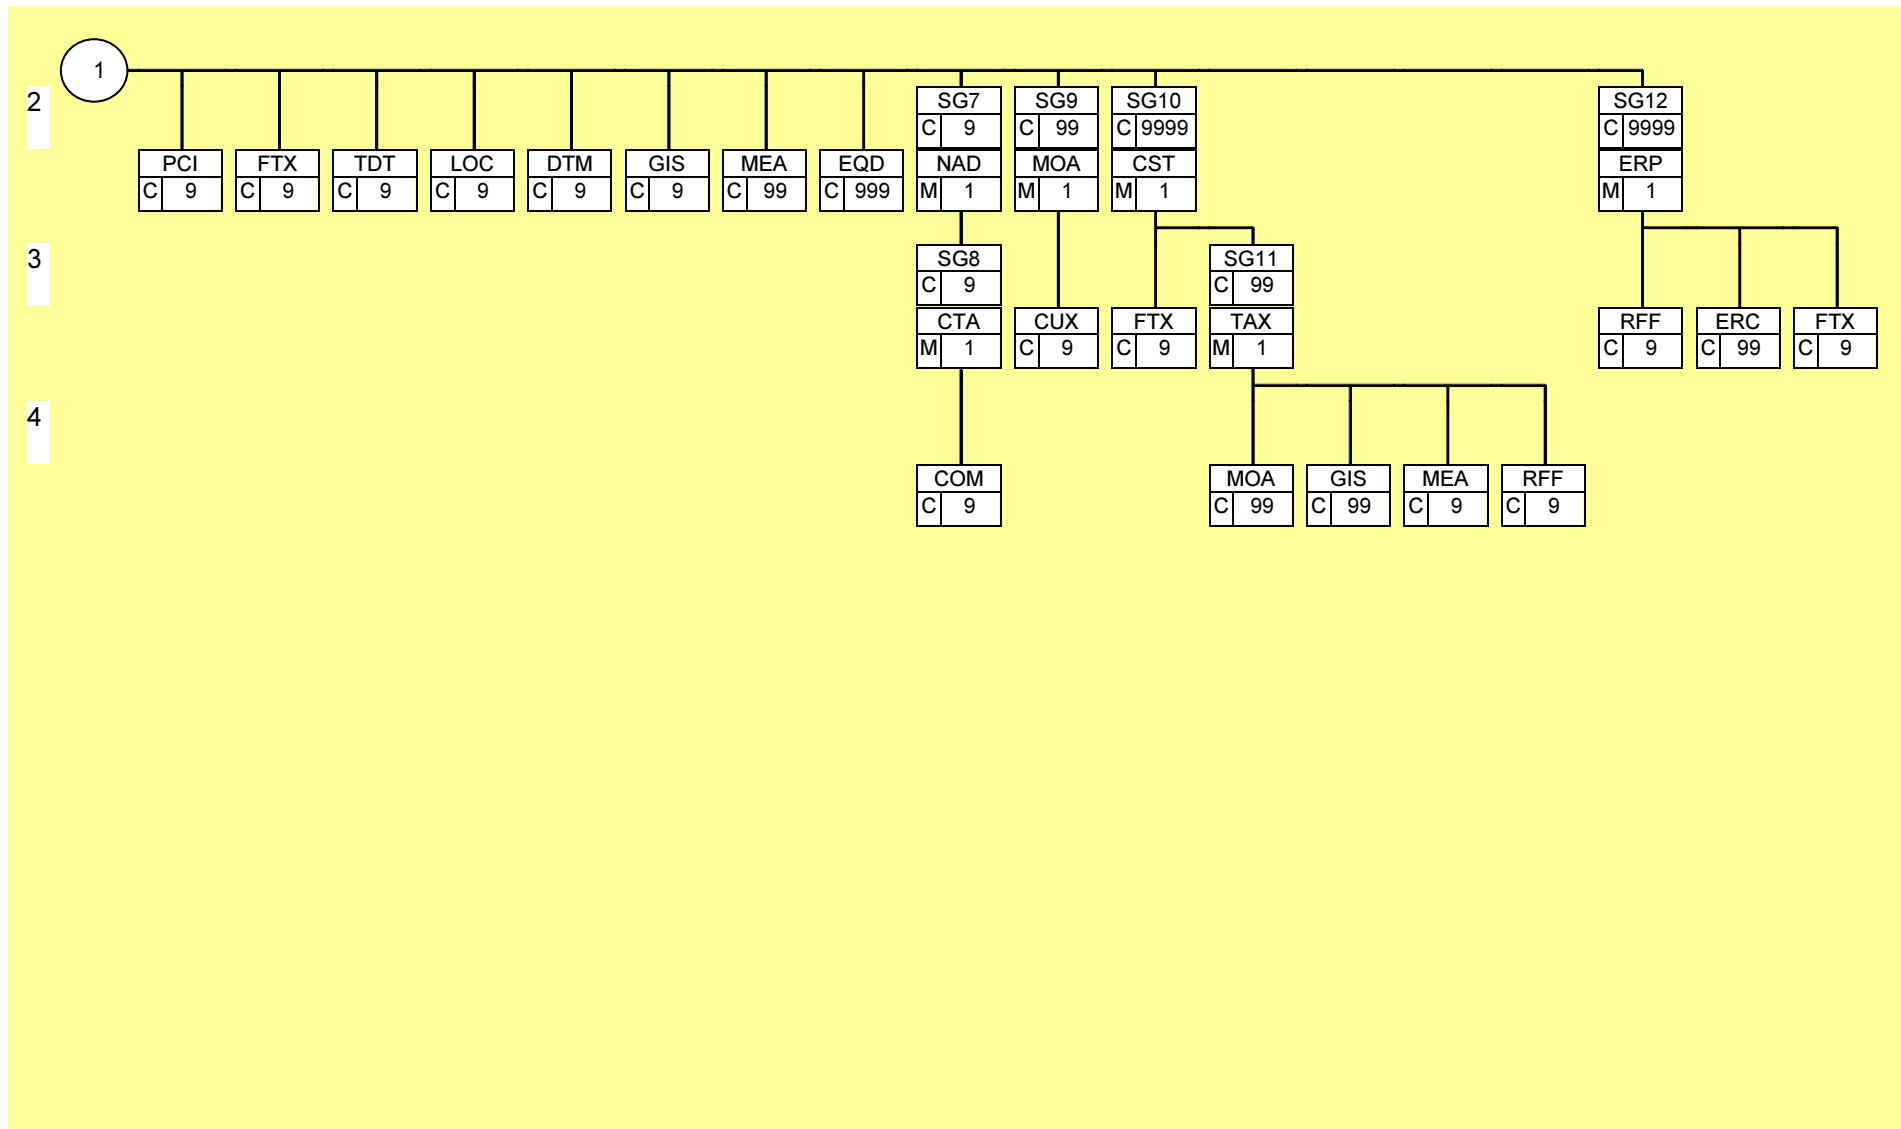 1
2
SG7 SG9 SG10 SG12
C 9 C 99 C 9999 C 9999
PCI FTX TDT LOC DTM GIS MEA EQD NAD MOA CST ERP
C 9 C 9 C 9 C 9 C 9 C 9 C 99 C 999 M 1 M 1 M 1 M 1
3
SG8 SG11
C 9 C 99
CTA CUX FTX TAX RFF ERC FTX
M 1 C 9 C 9 M 1 C 9 C 99 C 9
4
COM MOA GIS MEA RFF
C 9 C 99 C 99 C 9 C 9